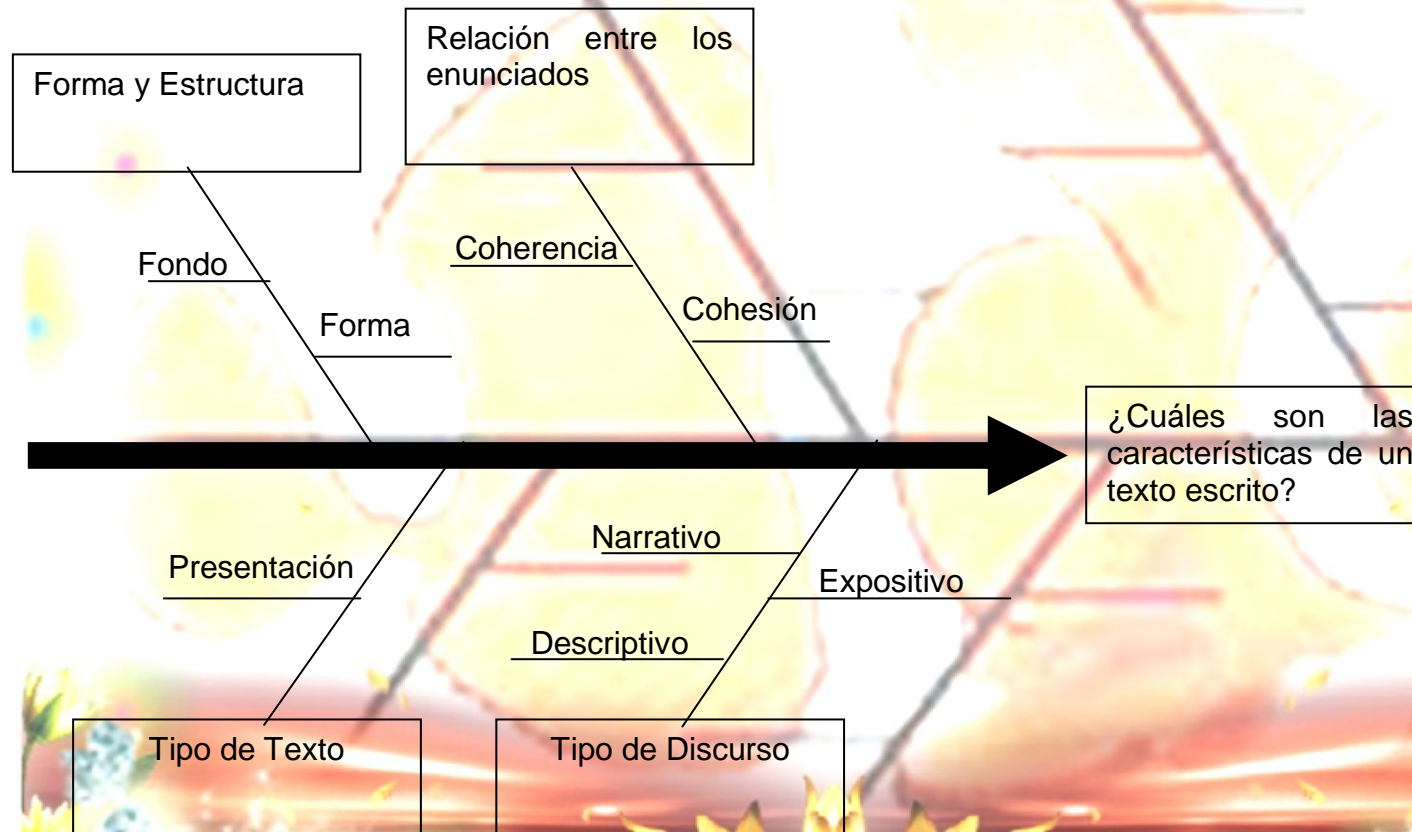 Relación entre los
enunciados
Forma y Estructura
Coherencia
Fondo
Cohesión
Forma
¿Cuáles son las
características de un
texto escrito?
Narrativo
Presentación
Expositivo
Descriptivo
Tipo de Texto
Tipo de Discurso